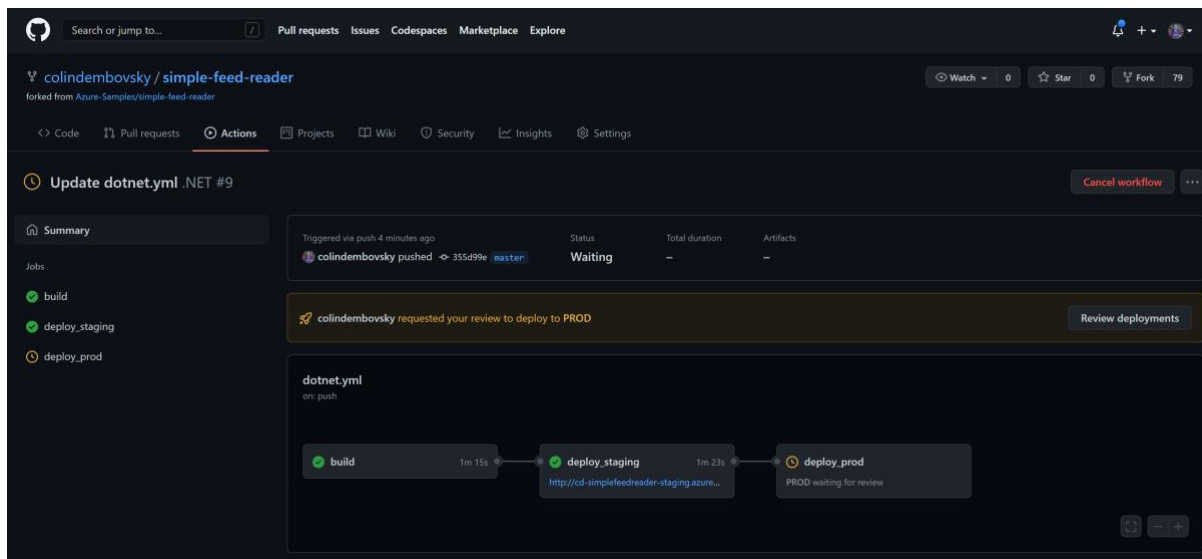 Search or jump to... /
Pull requests Issues Codespaces Marketplace Explore
colindembovsky / simple-feed-reader
forked from Azure-Samples/simple-feed-reader
Watch 0 Star 0 Fork 79
<> Code Pull requests Actions Projects Wiki Security Insights Settings
Update dotnet.yml .NET #9
Cancel workflow ...
Summary
Jobs
build
deploy_staging
deploy_prod
Triggered via push 4 minutes ago Status Total duration Artifacts
colindembovsky pushed 355d99e master Waiting – –
colindembovsky requested your review to deploy to PROD Review deployments
dotnet.yml
on: push
build 1m 15s deploy_staging 1m 23s deploy_prod
http://cd-simplefeedreader-staging.azure... PROD waiting for review